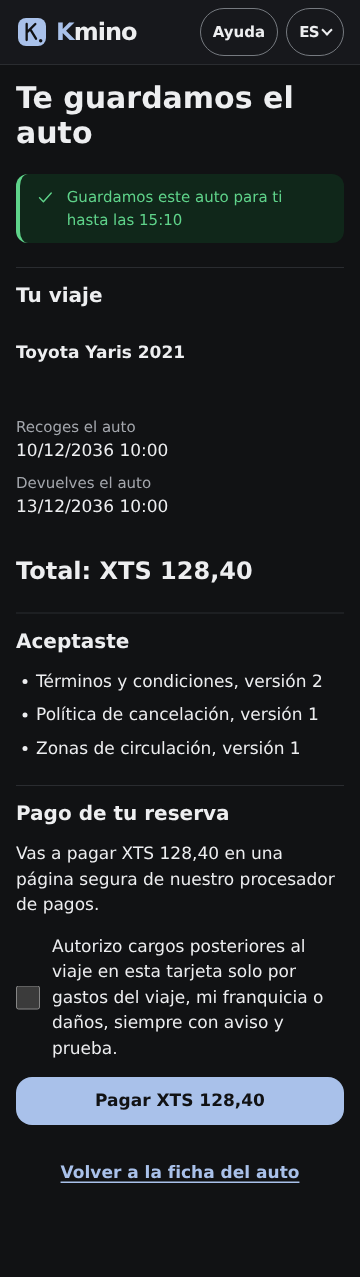 K. Kmino
Ayuda
ES
Te guardamos el
auto
Guardamos este auto para ti
hasta las 15:10
Tu viaje
Toyota Yaris 2021
Recoges el auto
10/12/2036 10:00
Devuelves el auto
13/12/2036 10:00
Total: XTS 128,40
Aceptaste
• Términos y condiciones, versión 2
• Política de cancelación, versión 1
• Zonas de circulación, versión 1
Pago de tu reserva
Vas a pagar XTS 128,40 en una
página segura de nuestro procesador
de pagos.
Autorizo cargos posteriores al
viaje en esta tarjeta solo por
gastos del viaje, mi franquicia o
daños, siempre con aviso y
prueba.
Pagar XTS 128,40
Volver a la ficha del auto